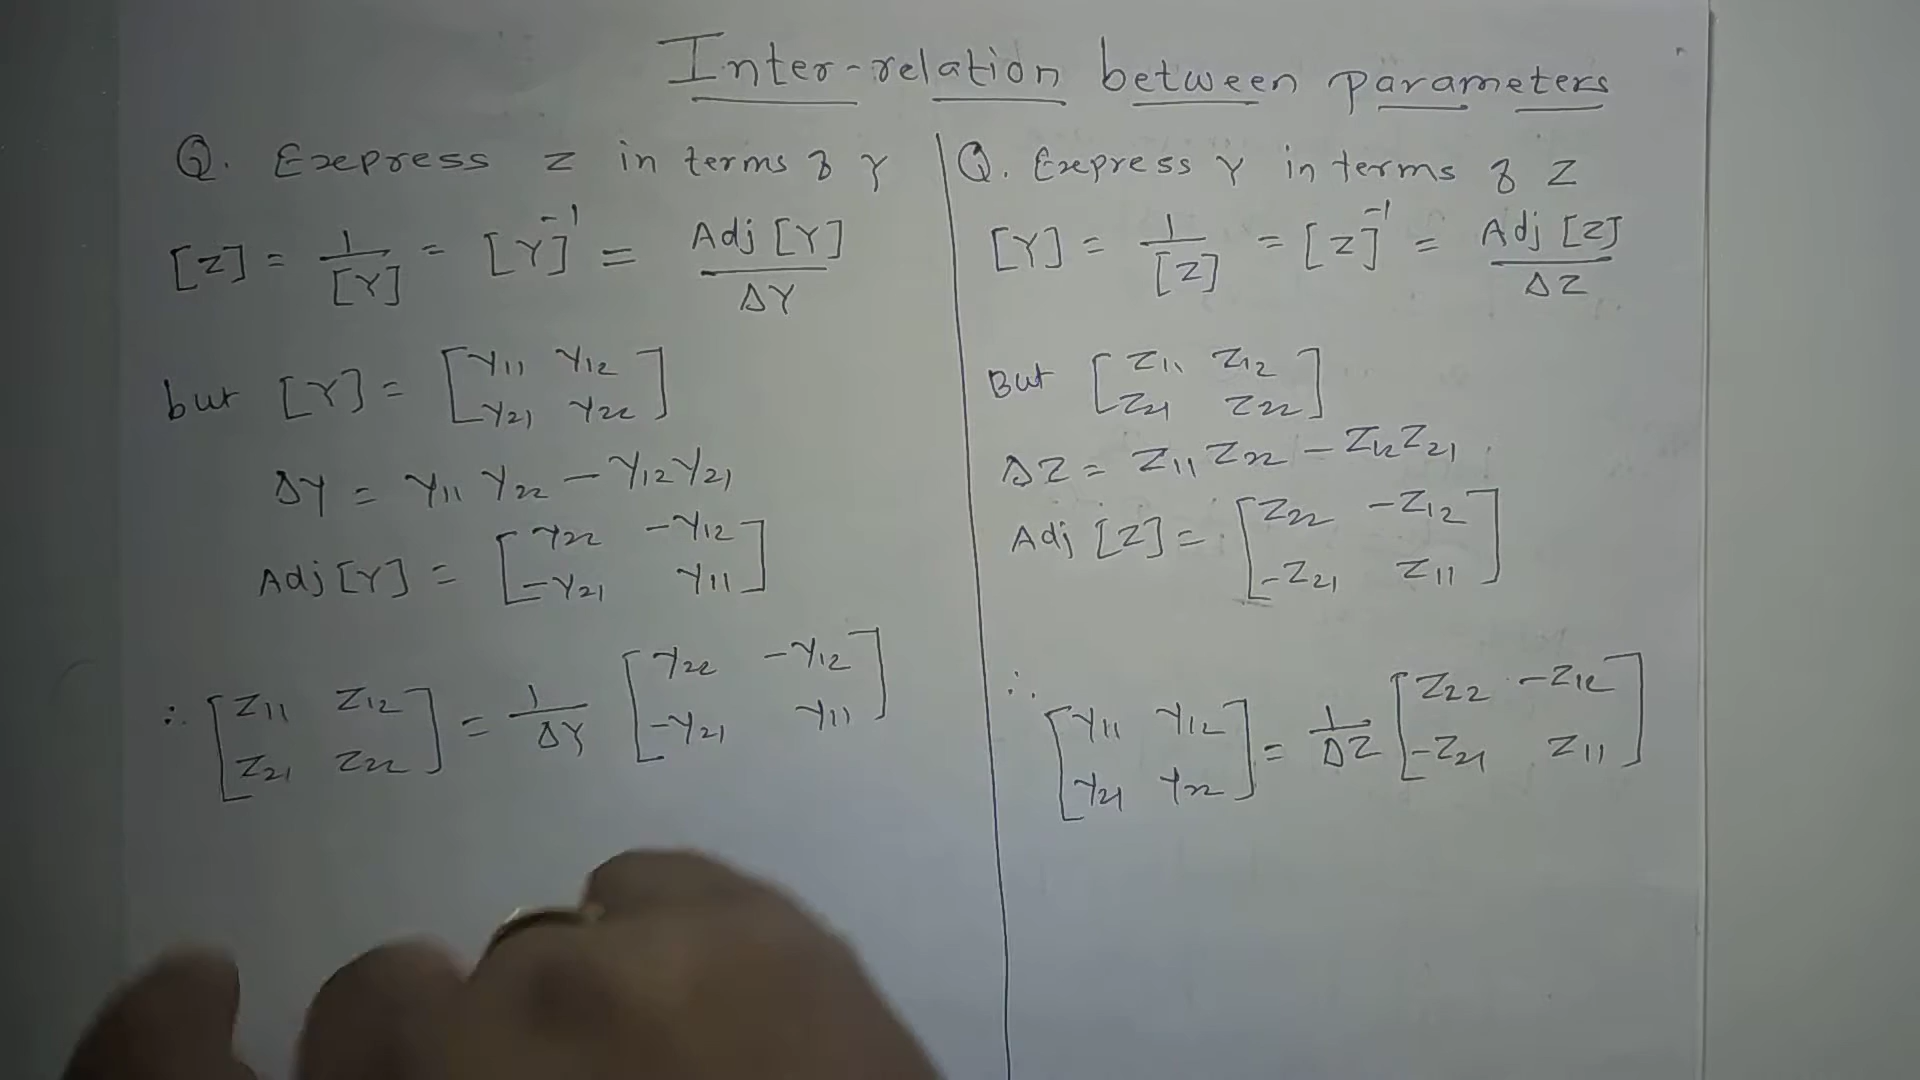 Inter-relation between parameters
Q. Express Z in terms of Y
[Z] = 1/[Y] = [Y]⁻¹ = Adj [Y]/ΔY
but [Y] = [Y11 Y12
Y21 Y22]
ΔY = Y11 Y22 - Y12 Y21
Adj [Y] = [Y22 -Y12
-Y21 Y11]
∴ [Z11 Z12
Z21 Z22] = 1/ΔY [Y22 -Y12
-Y21 Y11]
Q. Express Y in terms of Z
[Y] = 1/[Z] = [Z]⁻¹ = Adj [Z]/ΔZ
But [Z11 Z12
Z21 Z22]
ΔZ = Z11 Z22 - Z12 Z21
Adj [Z] = [Z22 -Z12
-Z21 Z11]
∴ [Y11 Y12
Y21 Y22] = 1/ΔZ [Z22 -Z12
-Z21 Z11]